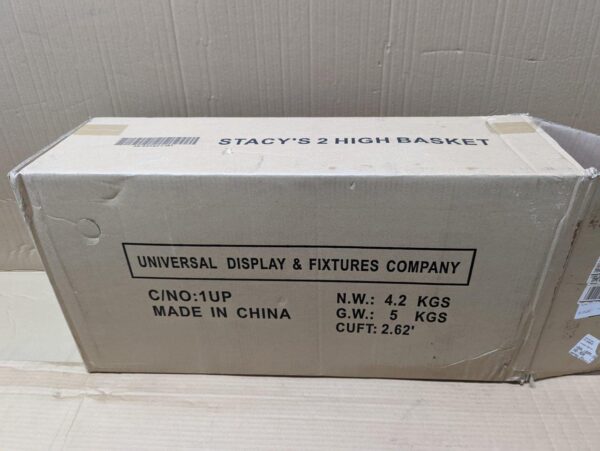 STACY'S 2 HIGH BASKET
UNIVERSAL DISPLAY & FIXTURES COMPANY
C/NO:1UP
MADE IN CHINA
N.W.: 4.2 KGS
G.W.: 5 KGS
CUFT: 2.62'